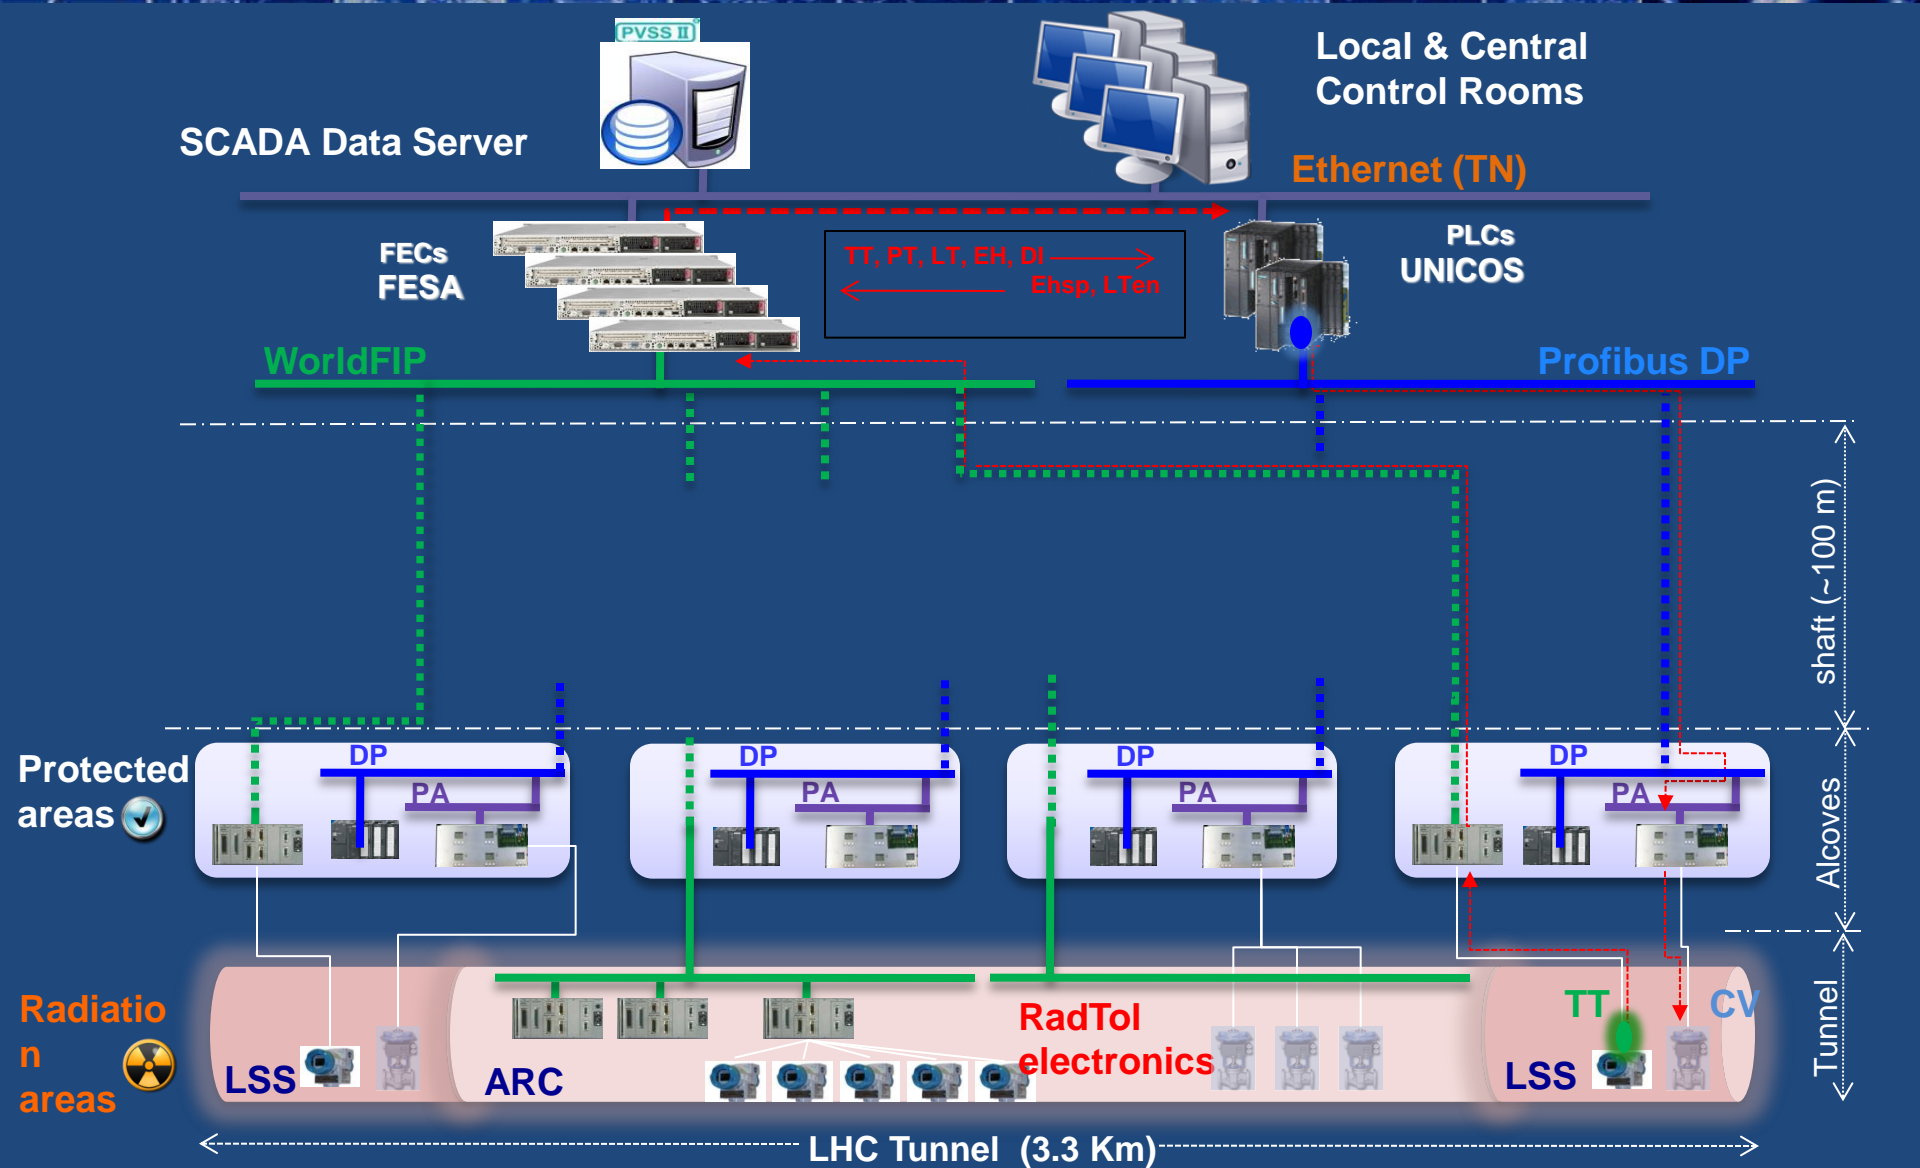 PVSS II
Local & Central
Control Rooms
SCADA Data Server
Ethernet (TN)
FECs
FESA
TT, PT, LT, EH, DI
Ehsp, LTen
PLCs
UNICOS
WorldFIP
Profibus DP
shaft (~100 m)
Protected
areas
DP
PA
DP
PA
DP
PA
DP
PA
Alcoves
Radiatio
n
areas
LSS
ARC
RadTol
electronics
TT
CV
LSS
Tunnel
LHC Tunnel (3.3 Km)